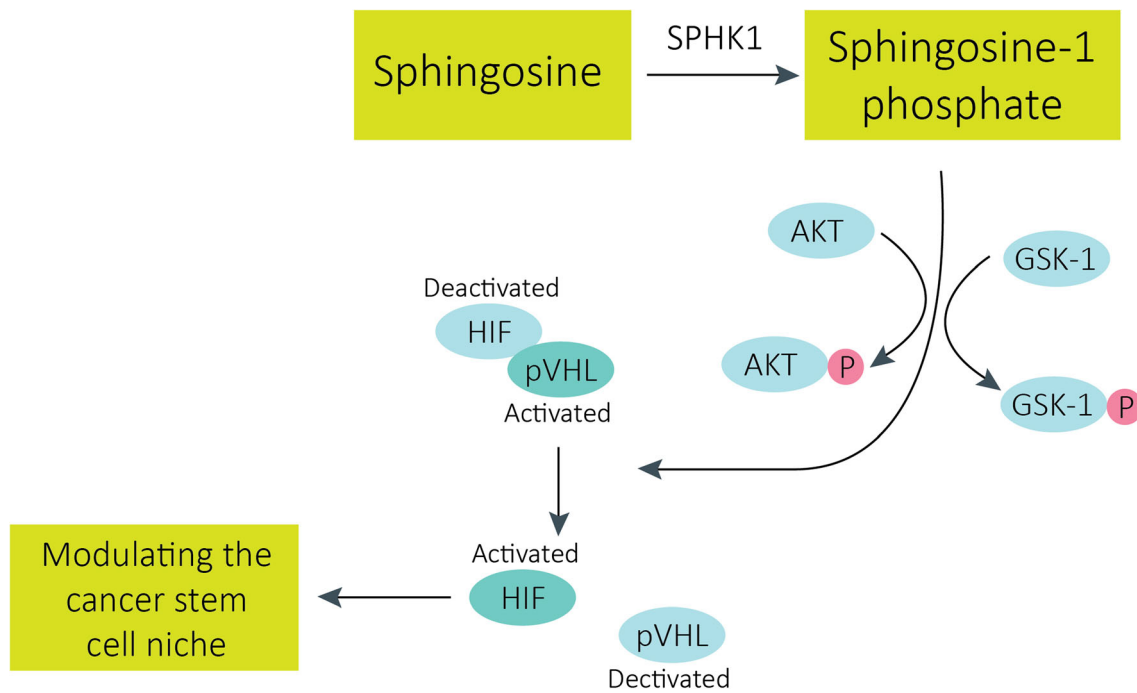 Sphingosine
SPHK1
Sphingosine-1
phosphate
AKT
GSK-1
Deactivated
HIF
pVHL
Activated
AKT
P
GSK-1
P
Activated
HIF
Modulating the
cancer stem
cell niche
pVHL
Dectivated